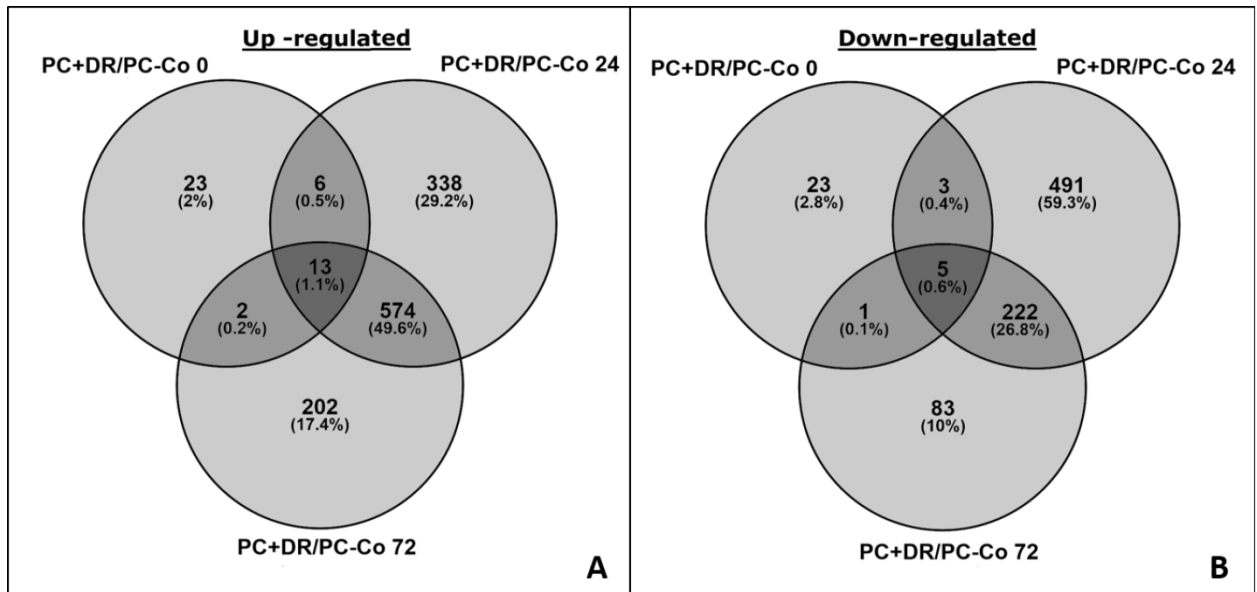 Up -regulated
PC+DR/PC-Co 0
PC+DR/PC-Co 24
23
(2%)
6
(0.5%)
338
(29.2%)
13
(1.1%)
2
(0.2%)
574
(49.6%)
202
(17.4%)
PC+DR/PC-Co 72
A
Down-regulated
PC+DR/PC-Co 0
PC+DR/PC-Co 24
23
(2.8%)
3
(0.4%)
491
(59.3%)
5
(0.6%)
1
(0.1%)
222
(26.8%)
83
(10%)
PC+DR/PC-Co 72
B